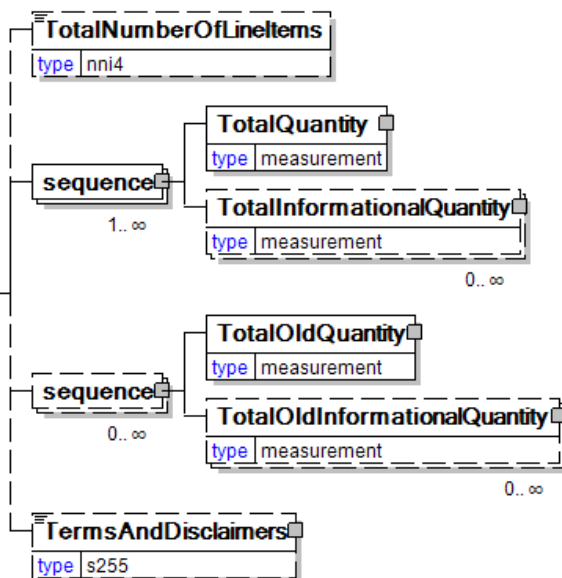 TotalNumberOfLineItems
type nni4
TotalQuantity
type measurement
sequence
1.. ∞
TotalInformationalQuantity
type measurement
0.. ∞
TotalOldQuantity
type measurement
sequence
0.. ∞
TotalOldInformationalQuantity
type measurement
0.. ∞
TermsAndDisclaimers
type s255